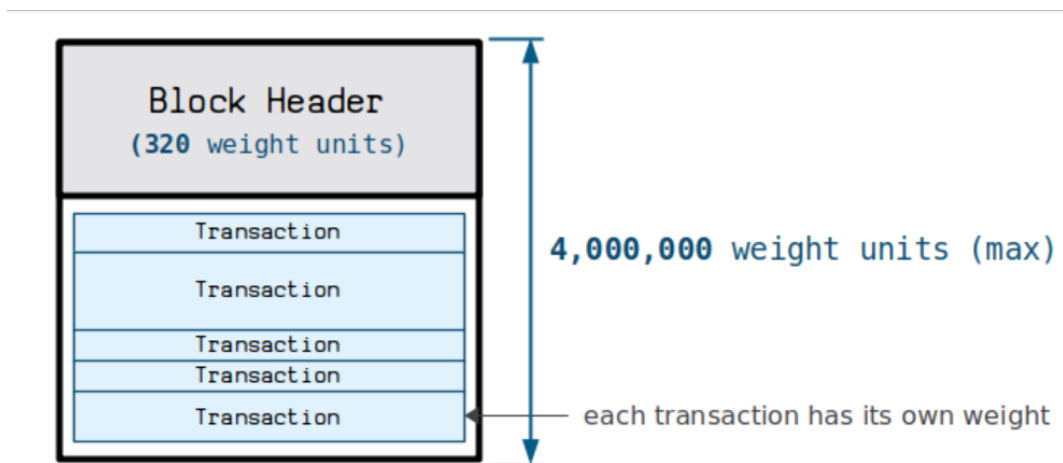 Block Header
(320 weight units)
Transaction
Transaction
Transaction
Transaction
Transaction
4,000,000 weight units (max)
each transaction has its own weight